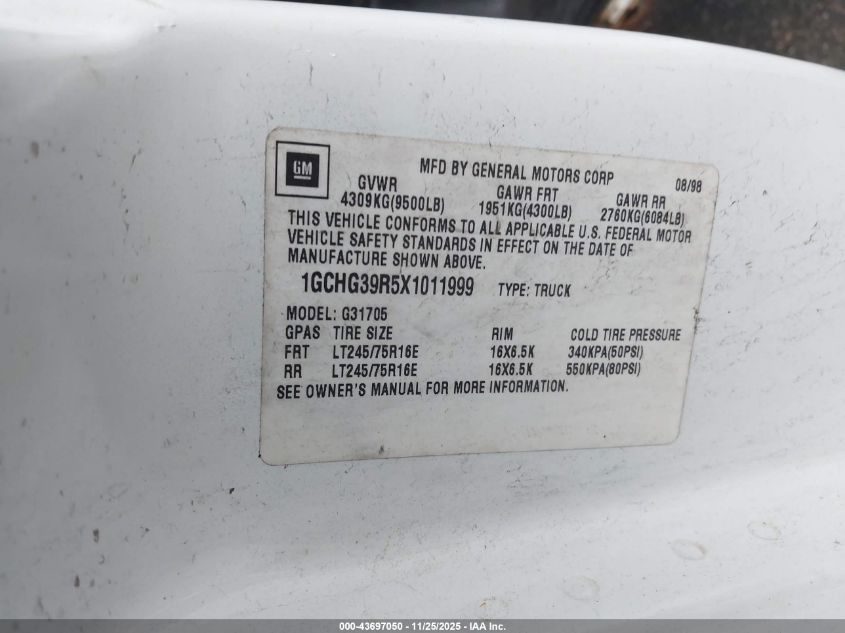 GM
MFD BY GENERAL MOTORS CORP 08/98
GVWR GAWR FRT GAWR RR
4309KG(9500LB) 1951KG(4300LB) 2760KG(6084LB)
THIS VEHICLE CONFORMS TO ALL APPLICABLE U.S. FEDERAL MOTOR
VEHICLE SAFETY STANDARDS IN EFFECT ON THE DATE OF
MANUFACTURE SHOWN ABOVE.
1GCHG39R5X1011999 TYPE: TRUCK
MODEL: G31705
GPAS TIRE SIZE RIM COLD TIRE PRESSURE
FRT LT245/75R16E 16X6.5K 340KPA(50PSI)
RR LT245/75R16E 16X6.5K 550KPA(80PSI)
SEE OWNER'S MANUAL FOR MORE INFORMATION.
000-43697050 - 11/25/2025 - IAA Inc.